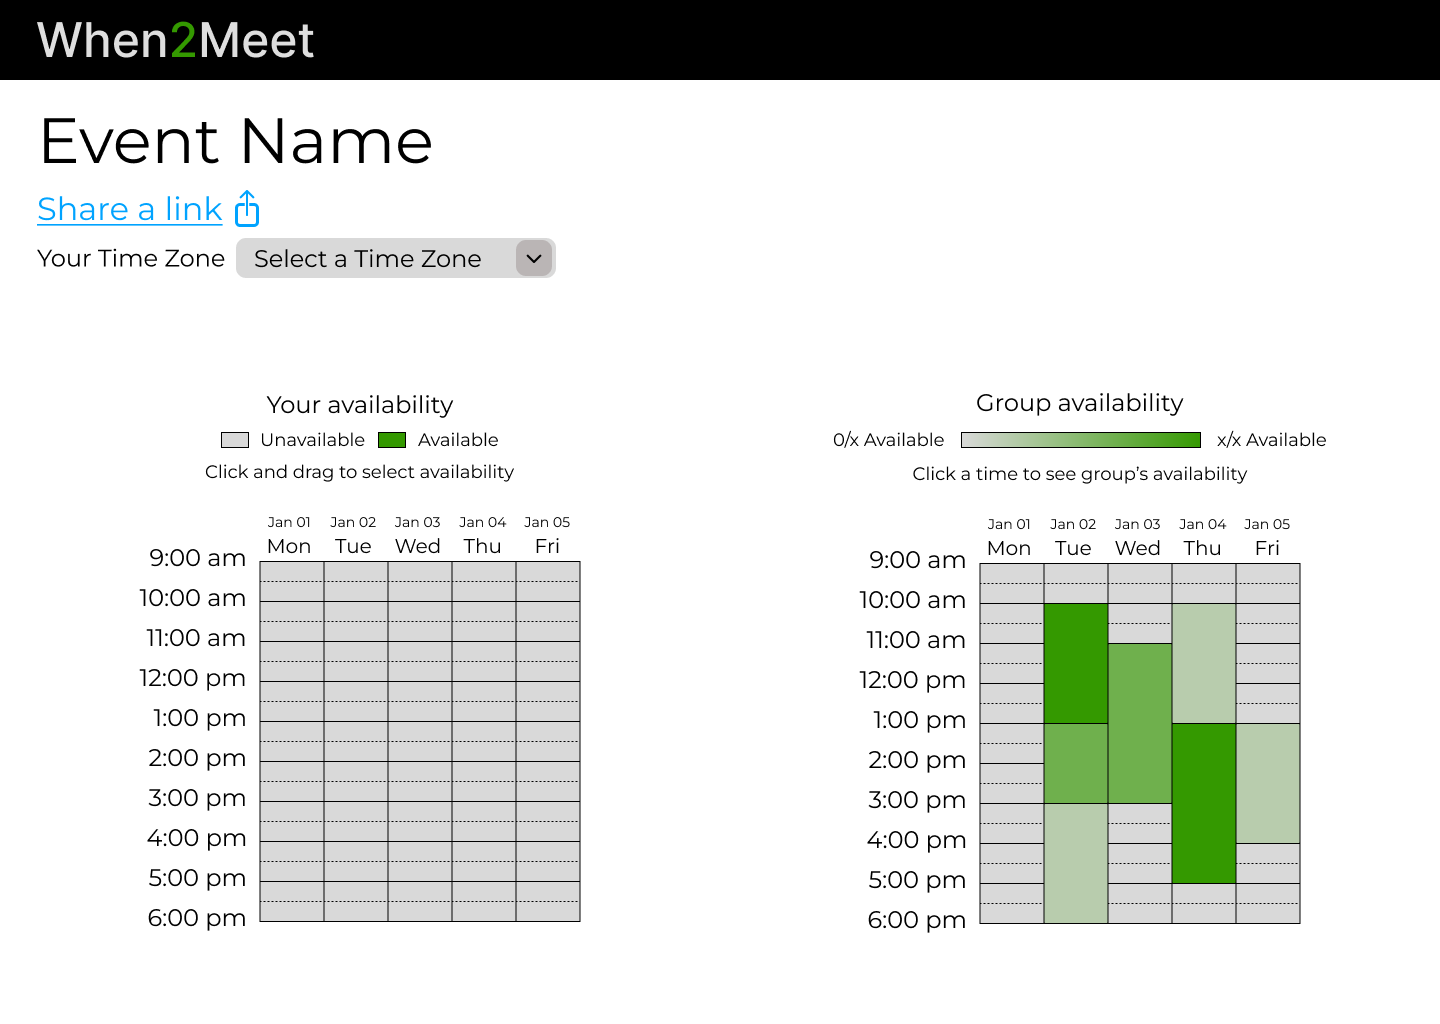 When2Meet
Event Name
Share a link
Your Time Zone Select a Time Zone
Your availability
Unavailable Available
Click and drag to select availability
Jan 01 Jan 02 Jan 03 Jan 04 Jan 05
Mon Tue Wed Thu Fri
9:00 am
10:00 am
11:00 am
12:00 pm
1:00 pm
2:00 pm
3:00 pm
4:00 pm
5:00 pm
6:00 pm
Group availability
0/x Available x/x Available
Click a time to see group’s availability
Jan 01 Jan 02 Jan 03 Jan 04 Jan 05
Mon Tue Wed Thu Fri
9:00 am
10:00 am
11:00 am
12:00 pm
1:00 pm
2:00 pm
3:00 pm
4:00 pm
5:00 pm
6:00 pm